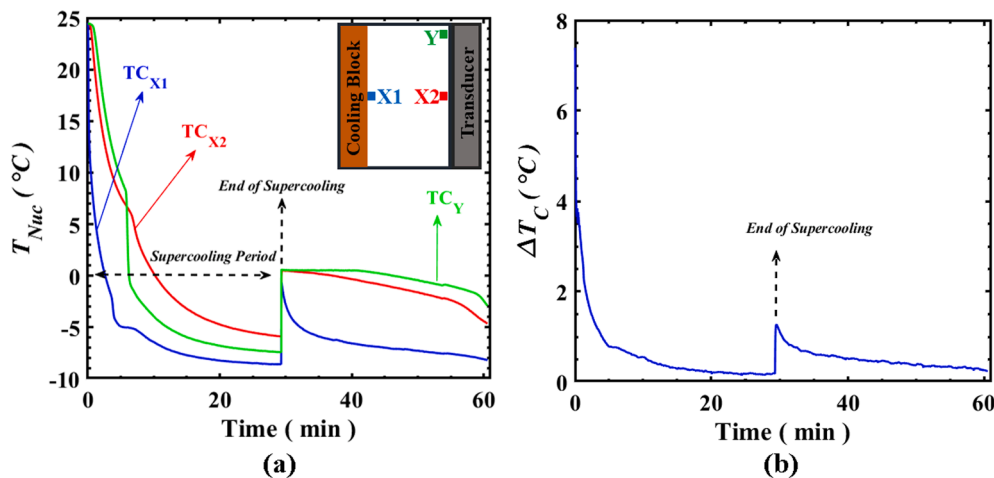 25
20
15
10
5
0
-5
-10
T_Nuc ( °C )
0
20
40
60
Time ( min )
TC_X1
TC_X2
TC_Y
End of Supercooling
Supercooling Period
Cooling Block
X1
X2
Y
Transducer
(a)
8
6
4
2
0
ΔT_C ( °C )
0
20
40
60
Time ( min )
End of Supercooling
(b)